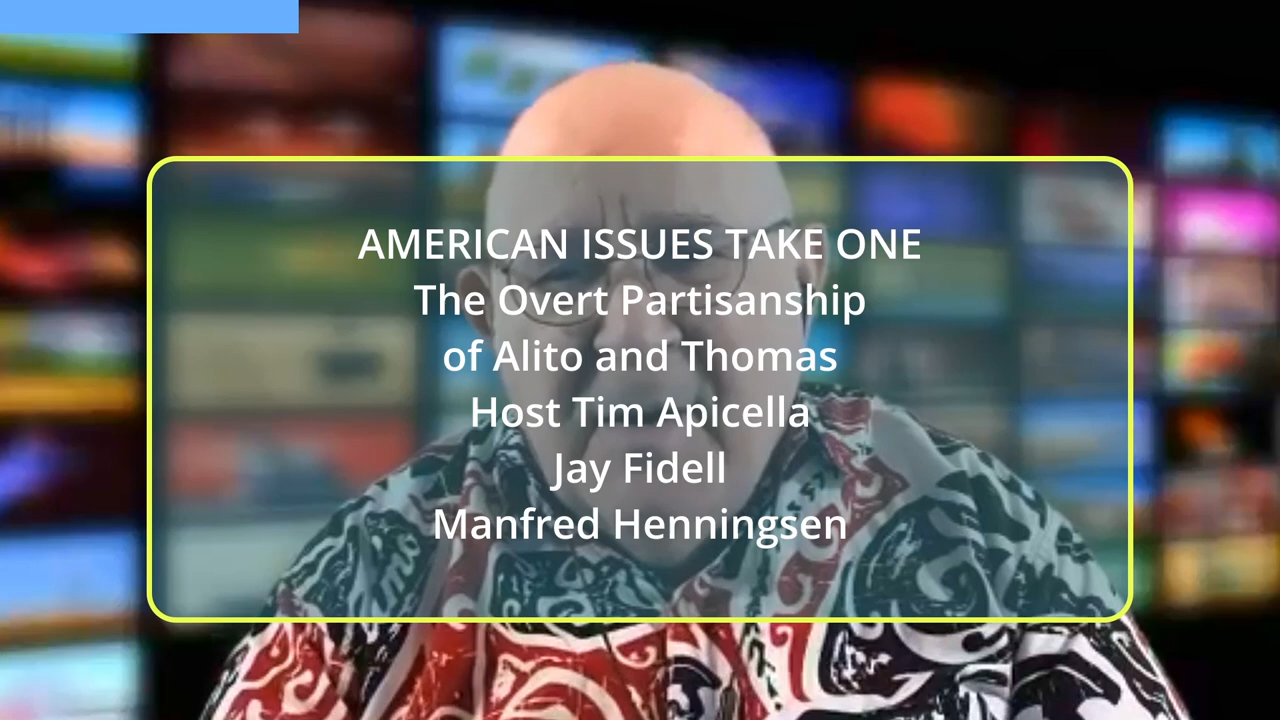 AMERICAN ISSUES TAKE ONE
The Overt Partisanship
of Alito and Thomas
Host Tim Apicella
Jay Fidell
Manfred Henningsen